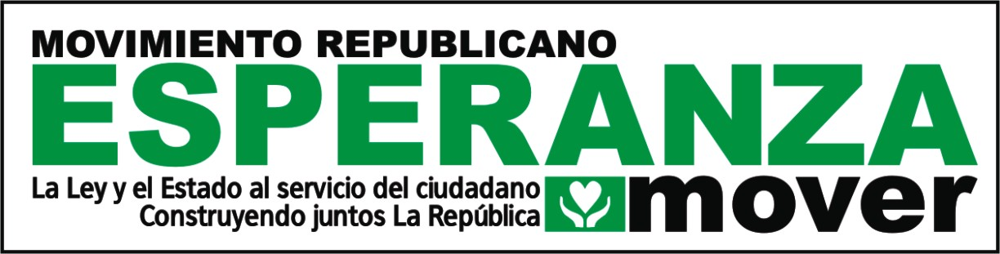 MOVIMIENTO REPUBLICANO
ESPERANZA
La Ley y el Estado al servicio del ciudadano
Construyendo juntos La República
mover